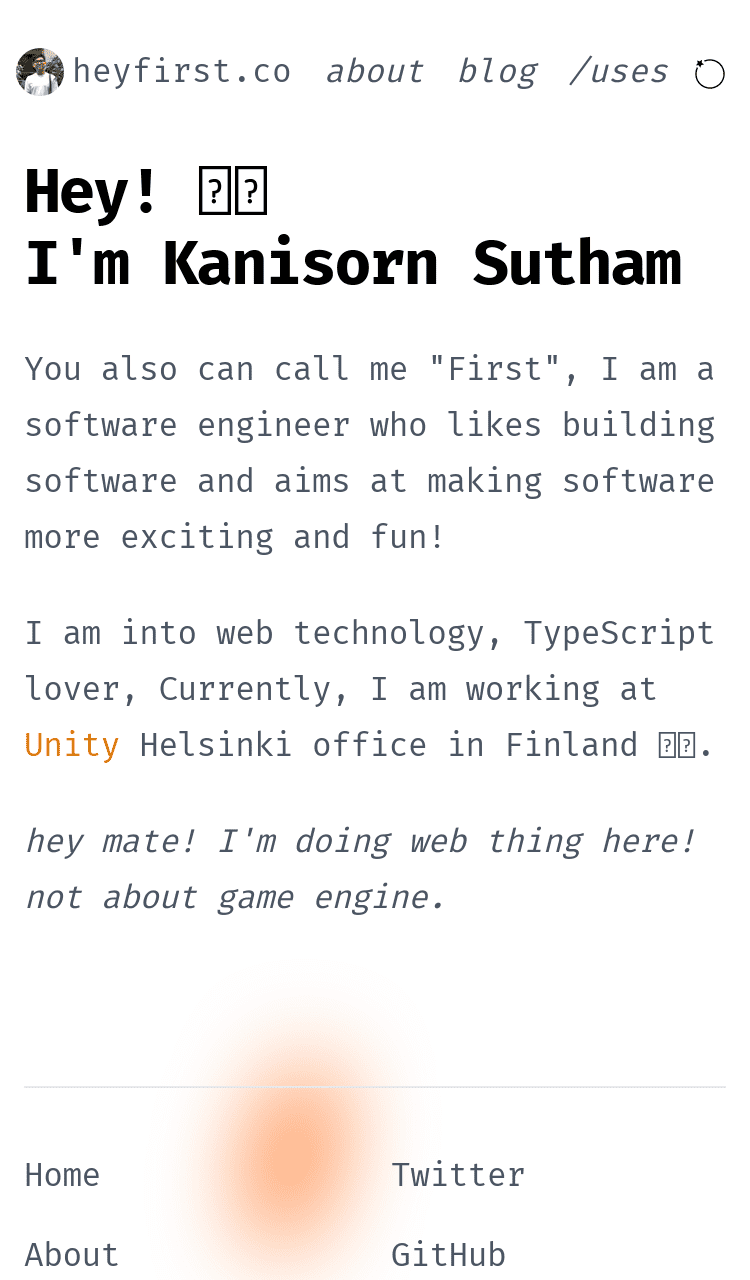 heyfirst.co about blog /uses
Hey!
I'm Kanisorn Sutham
You also can call me "First", I am a
software engineer who likes building
software and aims at making software
more exciting and fun!
I am into web technology, TypeScript
lover, Currently, I am working at
Unity Helsinki office in Finland .
hey mate! I'm doing web thing here!
not about game engine.
Home Twitter
About GitHub